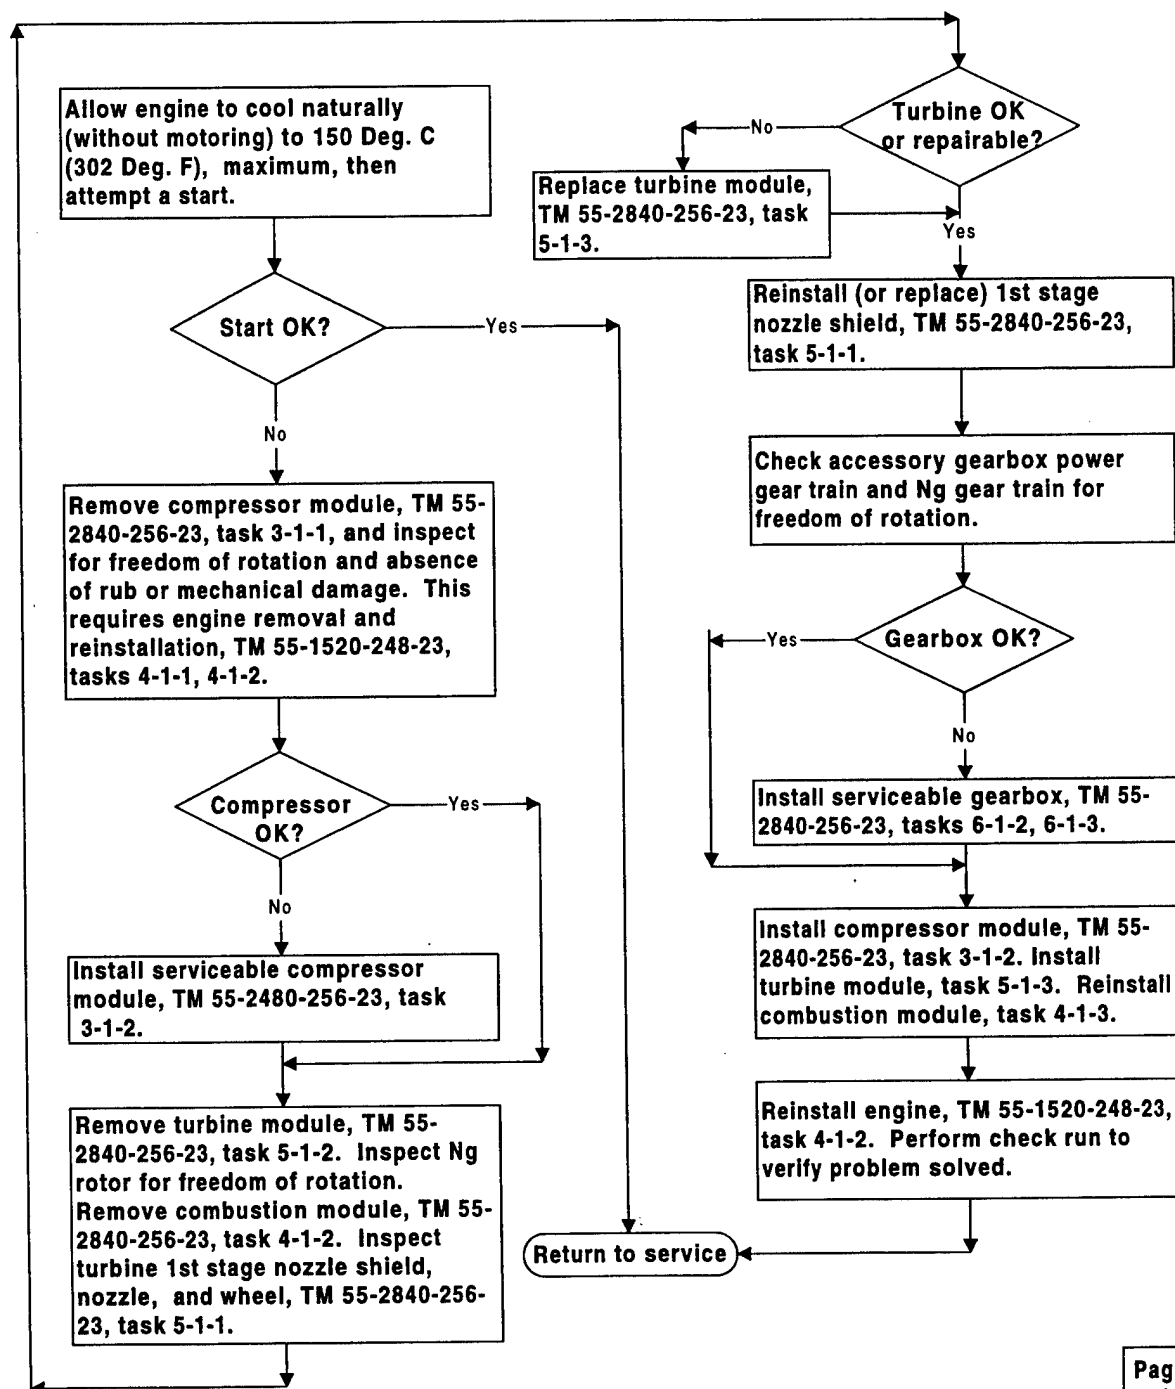 Allow engine to cool naturally
(without motoring) to 150 Deg. C
(302 Deg. F), maximum, then
attempt a start.
Start OK?
Yes
No
Remove compressor module, TM 55-
2840-256-23, task 3-1-1, and inspect
for freedom of rotation and absence
of rub or mechanical damage. This
requires engine removal and
reinstallation, TM 55-1520-248-23,
tasks 4-1-1, 4-1-2.
Compressor
OK?
Yes
No
Install serviceable compressor
module, TM 55-2480-256-23, task
3-1-2.
Remove turbine module, TM 55-
2840-256-23, task 5-1-2. Inspect Ng
rotor for freedom of rotation.
Remove combustion module, TM 55-
2840-256-23, task 4-1-2. Inspect
turbine 1st stage nozzle shield,
nozzle, and wheel, TM 55-2840-256-
23, task 5-1-1.
Turbine OK
or repairable?
No
Replace turbine module,
TM 55-2840-256-23, task
5-1-3.
Yes
Reinstall (or replace) 1st stage
nozzle shield, TM 55-2840-256-23,
task 5-1-1.
Check accessory gearbox power
gear train and Ng gear train for
freedom of rotation.
Gearbox OK?
Yes
No
Install serviceable gearbox, TM 55-
2840-256-23, tasks 6-1-2, 6-1-3.
Install compressor module, TM 55-
2840-256-23, task 3-1-2. Install
turbine module, task 5-1-3. Reinstall
combustion module, task 4-1-3.
Reinstall engine, TM 55-1520-248-23,
task 4-1-2. Perform check run to
verify problem solved.
Return to service
Pag